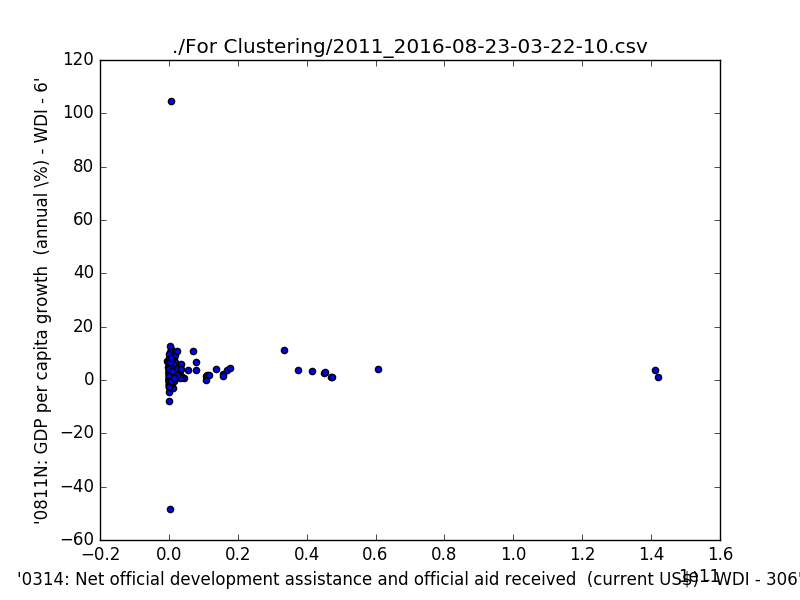 ./For Clustering/2011_2016-08-23-03-22-10.csv
120
100
80
60
40
20
0
−20
−40
−60
'0811N: GDP per capita growth  (annual \%) - WDI - 6'
−0.2 0.0 0.2 0.4 0.6 0.8 1.0 1.2 1.4 1.6
1e11
'0314: Net official development assistance and official aid received  (current US$) - WDI - 306'